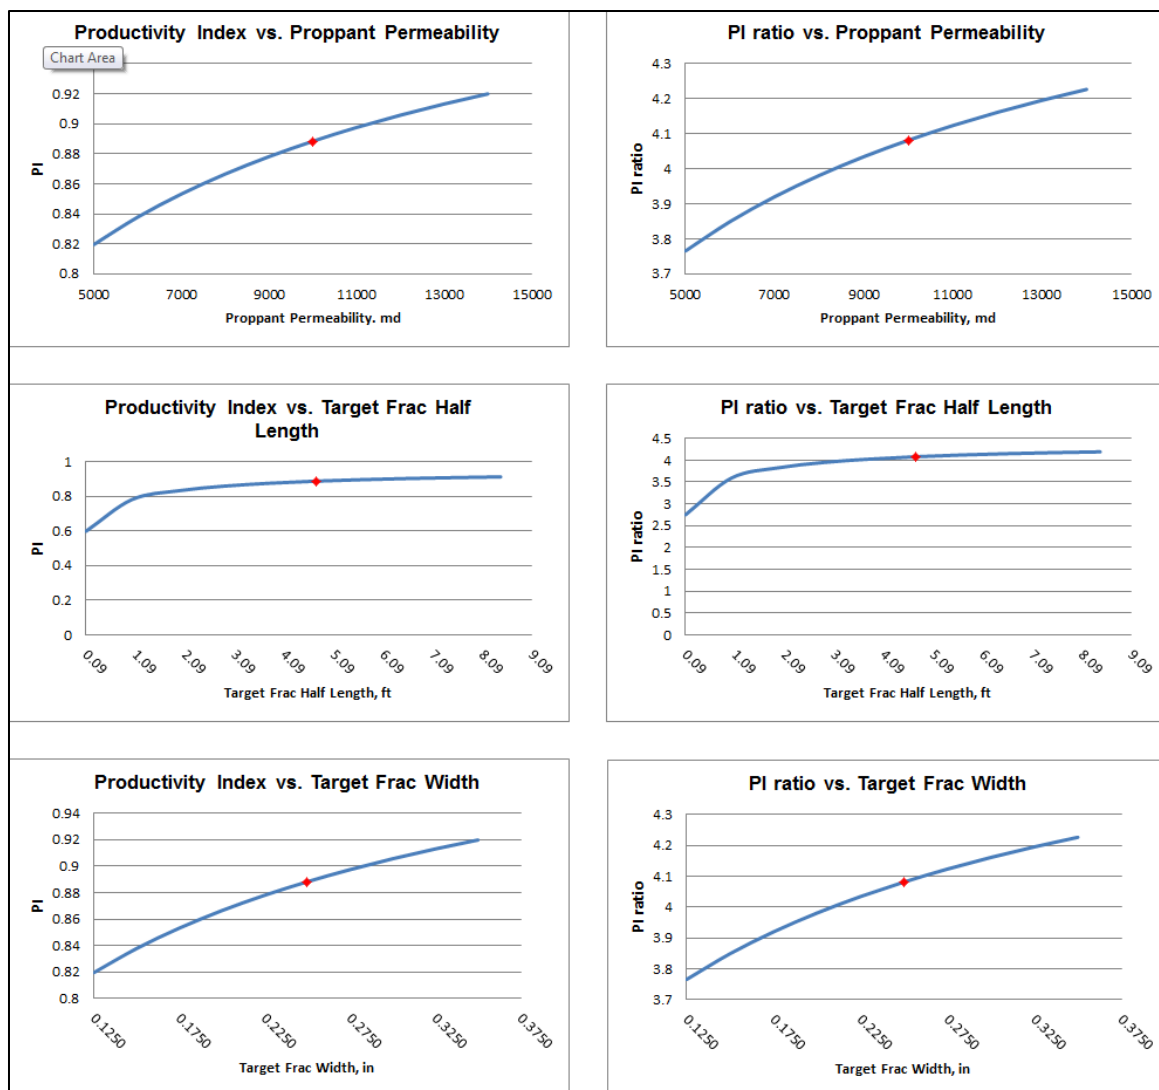 Productivity Index vs. Proppant Permeability
Chart Area
0.92
0.9
0.88
0.86
0.84
0.82
0.8
PI
5000 7000 9000 11000 13000 15000
Proppant Permeability. md
PI ratio vs. Proppant Permeability
4.3
4.2
4.1
4
3.9
3.8
3.7
PI ratio
5000 7000 9000 11000 13000 15000
Proppant Permeability, md
Productivity Index vs. Target Frac Half
Length
1
0.8
0.6
0.4
0.2
0
PI
0.09 1.09 2.09 3.09 4.09 5.09 6.09 7.09 8.09 9.09
Target Frac Half Length, ft
PI ratio vs. Target Frac Half Length
4.5
4
3.5
3
2.5
2
1.5
1
0.5
0
PI ratio
0.09 1.09 2.09 3.09 4.09 5.09 6.09 7.09 8.09 9.09
Target Frac Half Length, ft
Productivity Index vs. Target Frac Width
0.94
0.92
0.9
0.88
0.86
0.84
0.82
0.8
PI
0.1250 0.1750 0.2250 0.2750 0.3250 0.3750
Target Frac Width, in
PI ratio vs. Target Frac Width
4.3
4.2
4.1
4
3.9
3.8
3.7
PI ratio
0.1250 0.1750 0.2250 0.2750 0.3250 0.3750
Target Frac Width, in